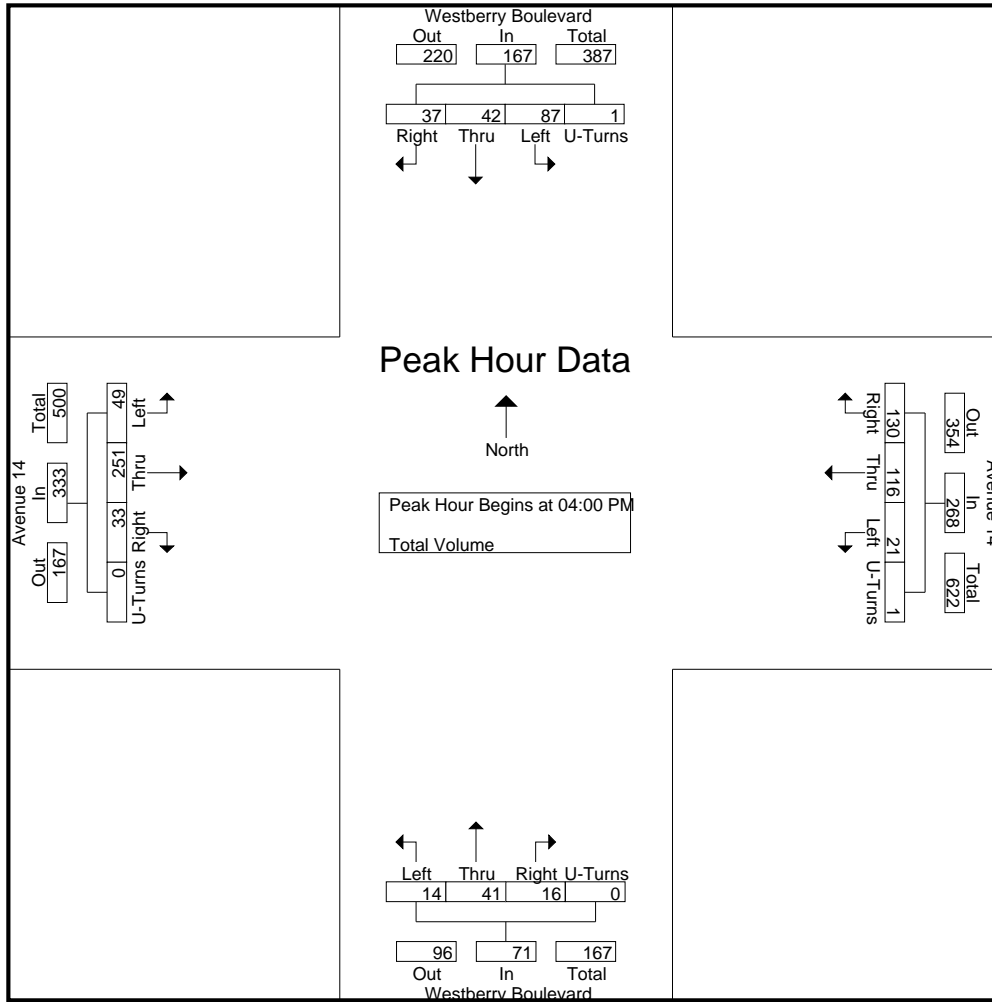 Westberry Boulevard
Out In Total
220 167 387
37 42 87 1
Right Thru Left U-Turns
Peak Hour Data
North
Peak Hour Begins at 04:00 PM
Total Volume
Avenue 14
Total In Out
500 333 167
49 251 33 0
Left Thru Right U-Turns
Avenue 14
Out In Total
354 268 622
130 116 21 1
Right Thru Left U-Turns
Left Thru Right U-Turns
14 41 16 0
96 71 167
Out In Total
Westberry Boulevard